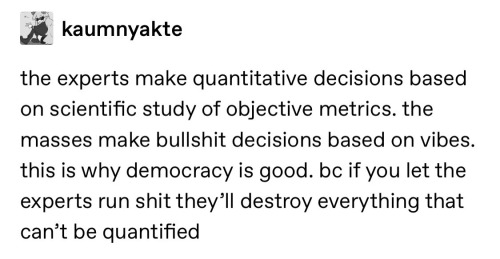 kaumnyakte
the experts make quantitative decisions based
on scientific study of objective metrics. the
masses make bullshit decisions based on vibes.
this is why democracy is good. bc if you let the
experts run shit they’ll destroy everything that
can’t be quantified